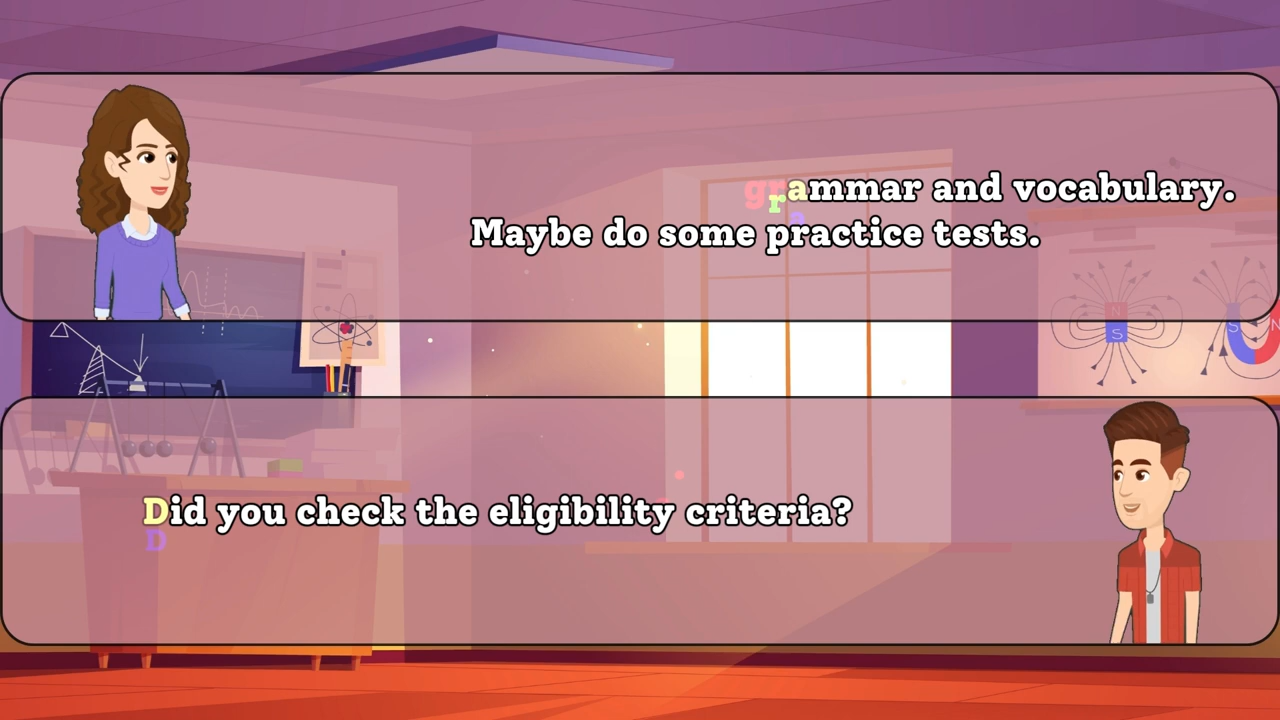 grammar and vocabulary.
Maybe do some practice tests.
N
S
S
N
Did you check the eligibility criteria?